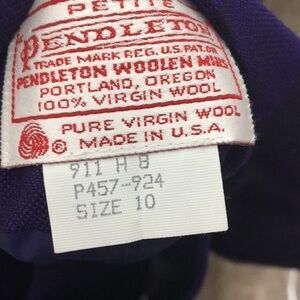 PETITE
PENDLETON®
TRADE MARK REG. U.S. PAT. OFF.
PENDLETON WOOLEN MILLS
PORTLAND, OREGON
100% VIRGIN WOOL
PURE VIRGIN WOOL
® MADE IN U.S.A.
911 H 8
P457-924
SIZE 10